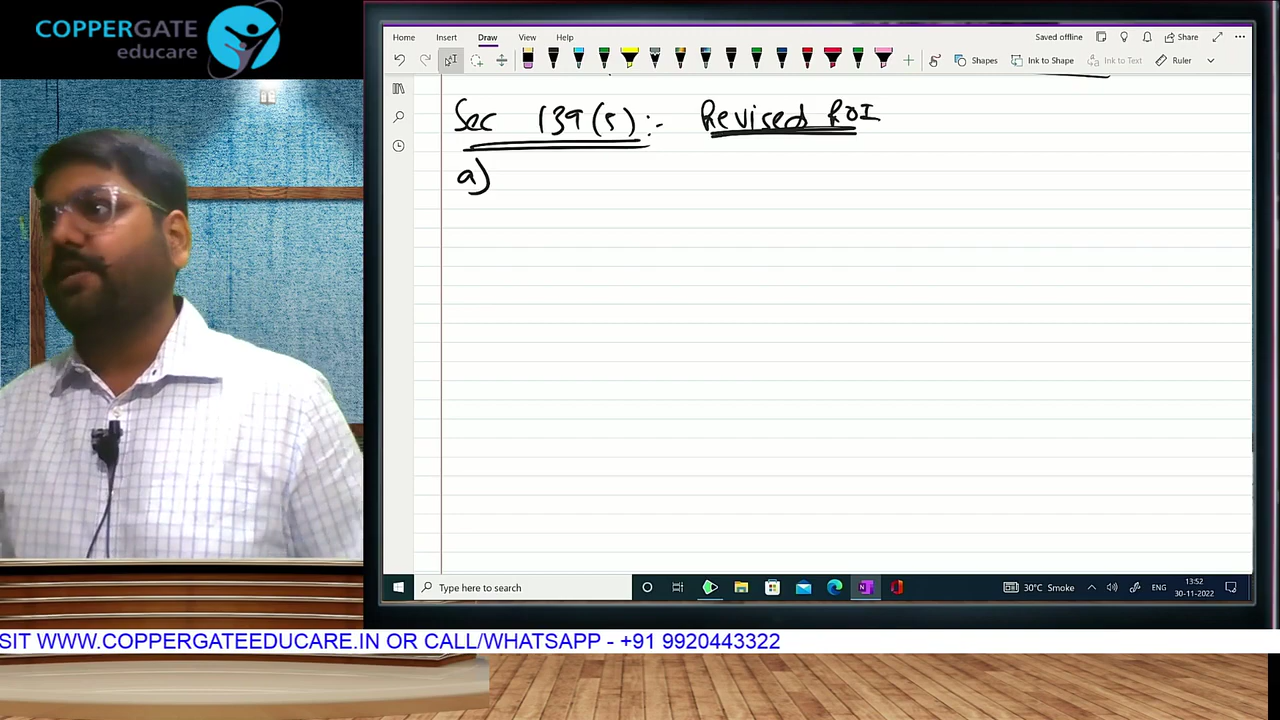 COPPERGATE
educare
Home Insert Draw View Help
Saved offline
Share
Shapes
Ink to Shape
Ink to Text
Ruler
Sec 139(5):- Revised ROI
a)
Type here to search
30°C Smoke
ENG
13:52
30-11-2022
SIT WWW.COPPERGATEEDUCARE.IN OR CALL/WHATSAPP - +91 9920443322